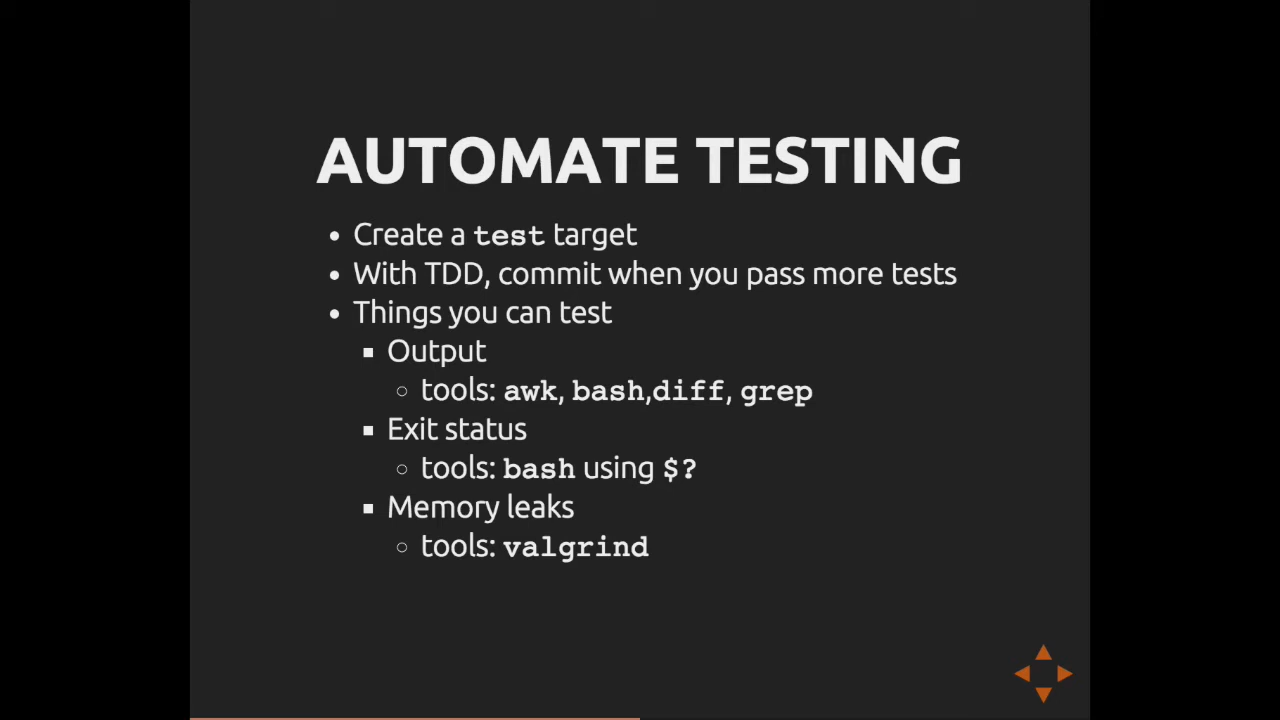 AUTOMATE TESTING
Create a test target
With TDD, commit when you pass more tests
Things you can test
Output
tools: awk, bash,diff, grep
Exit status
tools: bash using $?
Memory leaks
tools: valgrind